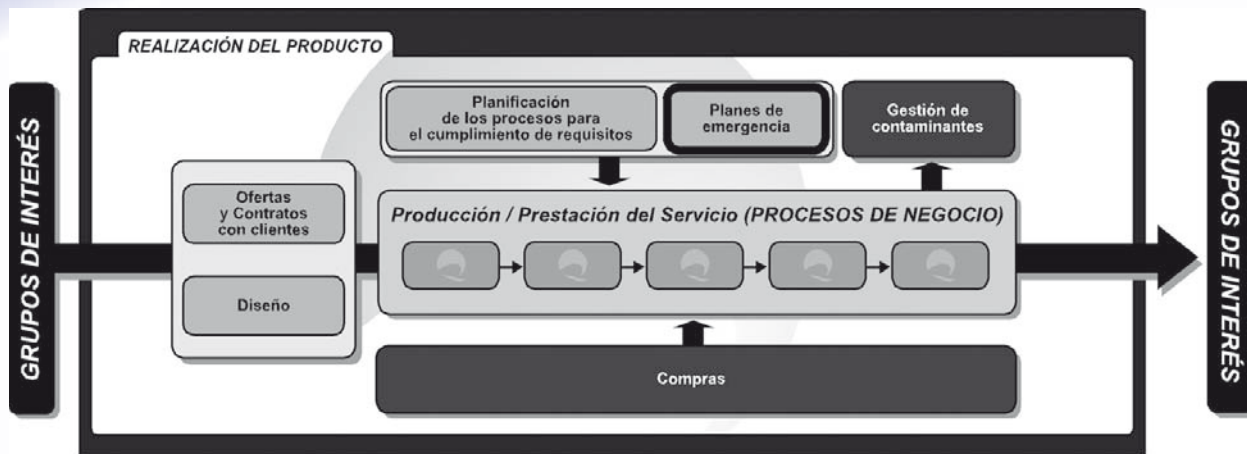 REALIZACIÓN DEL PRODUCTO
GRUPOS DE INTERÉS
Planificación
de los procesos para
el cumplimiento de requisitos
Planes de
emergencia
Gestión de
contaminantes
Ofertas
y Contratos
con clientes
Diseño
Producción / Prestación del Servicio (PROCESOS DE NEGOCIO)
Compras
GRUPOS DE INTERÉS